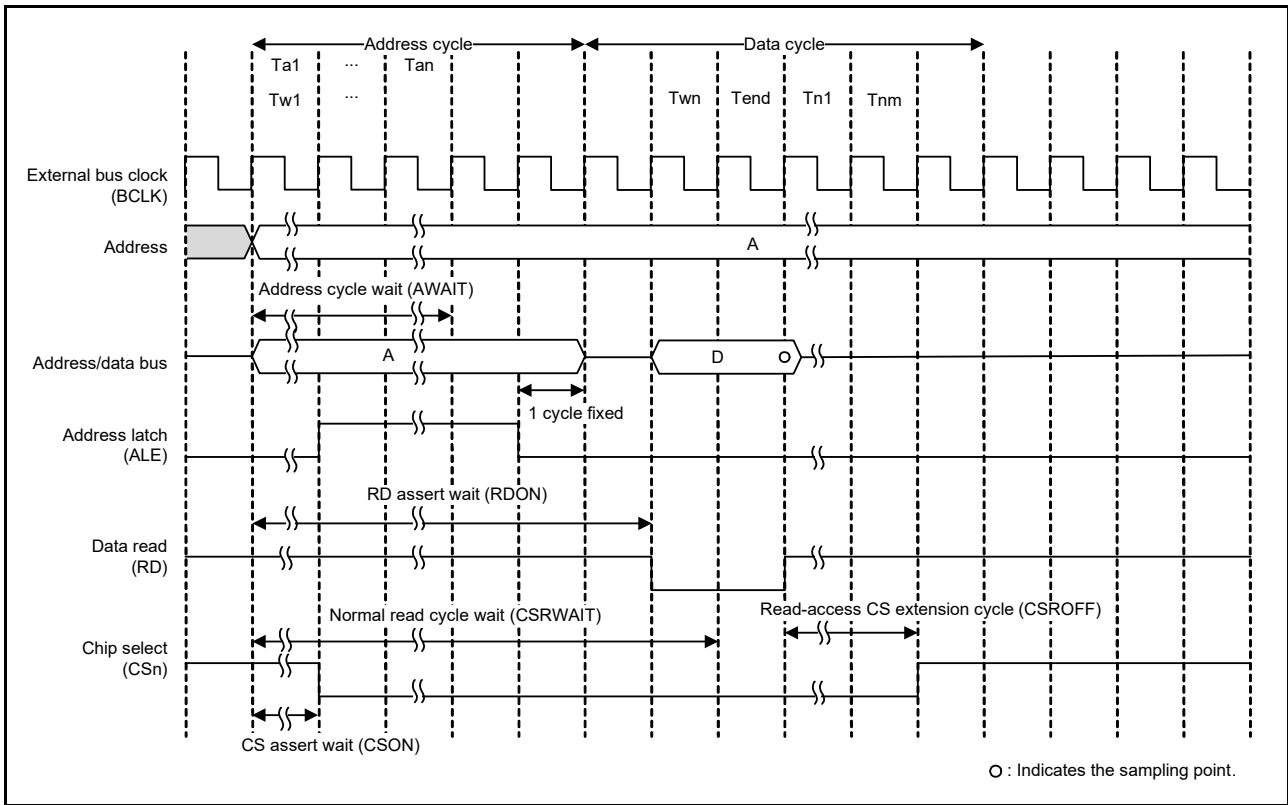 Address cycle Data cycle
Ta1 ... Tan
Tw1 ... Twn Tend Tn1 Tnm
External bus clock
(BCLK)
Address
A
Address cycle wait (AWAIT)
Address/data bus
A
D
1 cycle fixed
Address latch
(ALE)
RD assert wait (RDON)
Data read
(RD)
Normal read cycle wait (CSRWAIT)
Read-access CS extension cycle (CSROFF)
Chip select
(CSn)
CS assert wait (CSON)
: Indicates the sampling point.